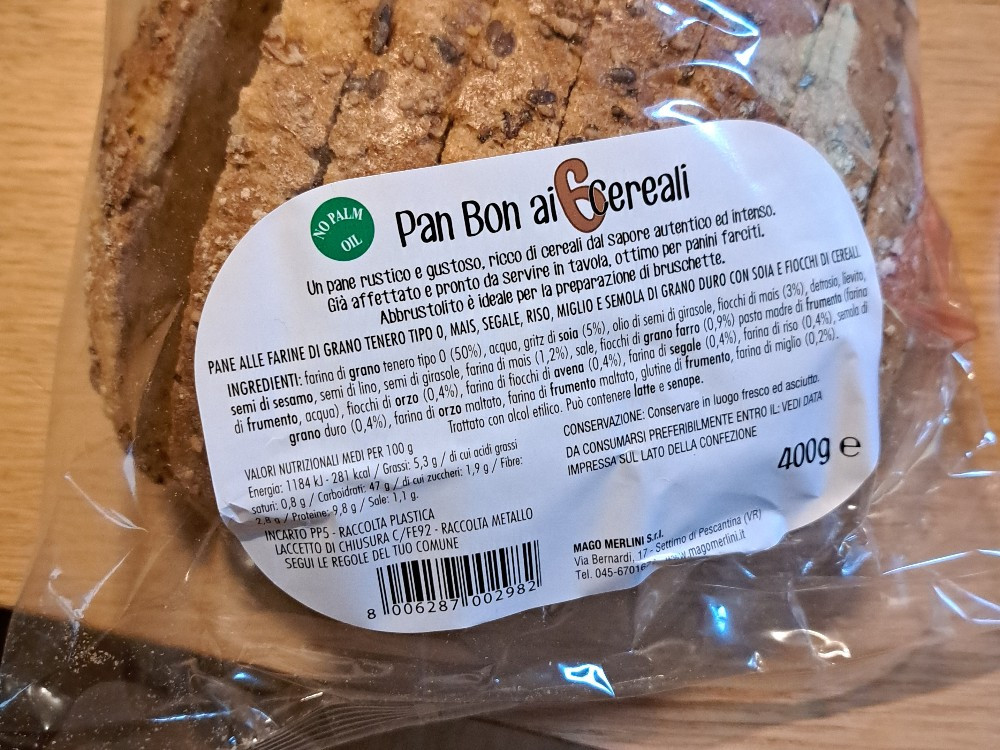 NO PALM
OIL
Pan Bon ai 6 cereali
Un pane rustico e gustoso, ricco di cereali dal sapore autentico ed intenso.
Già affettato e pronto da servire in tavola, ottimo per panini farciti.
Abbrustolito è ideale per la preparazione di bruschette.
PANE ALLE FARINE DI GRANO TENERO TIPO 0, MAIS, SEGALE, RISO, MIGLIO E SEMOLA DI GRANO DURO CON SOIA E FIOCCHI DI CEREALI.
INGREDIENTI: farina di grano tenero tipo 0 (50%), acqua, gritz di soia (5%), olio di semi di girasole, fiocchi di mais (3%), destrosio, lievito,
semi di sesamo, semi di lino, semi di girasole, farina di mais (1,2%), sale, fiocchi di grano farro (0,9%) pasta madre di frumento (farina
di frumento, acqua), fiocchi di orzo (0,4%), farina di fiocchi di avena (0,4%), farina di segale (0,4%), farina di riso (0,4%), semola di
grano duro (0,4%), farina di orzo maltato, farina di frumento maltato, glutine di frumento, farina di miglio (0,2%).
Trattato con alcol etilico. Può contenere latte e senape.
VALORI NUTRIZIONALI MEDI PER 100 g
Energia: 1184 kJ - 281 kcal / Grassi: 5,3 g / di cui acidi grassi
saturi: 0,8 g / Carboidrati: 47 g / di cui zuccheri: 1,9 g / Fibre:
2,8 g / Proteine: 9,8 g / Sale: 1,1 g.
INCARTO PP5 - RACCOLTA PLASTICA
LACCETTO DI CHIUSURA C/FE92 - RACCOLTA METALLO
SEGUI LE REGOLE DEL TUO COMUNE
8 006287 002982
CONSERVAZIONE: Conservare in luogo fresco ed asciutto.
DA CONSUMARSI PREFERIBILMENTE ENTRO IL: VEDI DATA
IMPRESSA SUL LATO DELLA CONFEZIONE
400g e
MAGO MERLINI S.r.l.
Via Bernardi, 17 - Settimo di Pescantina (VR)
Tel. www.magomerlini.it